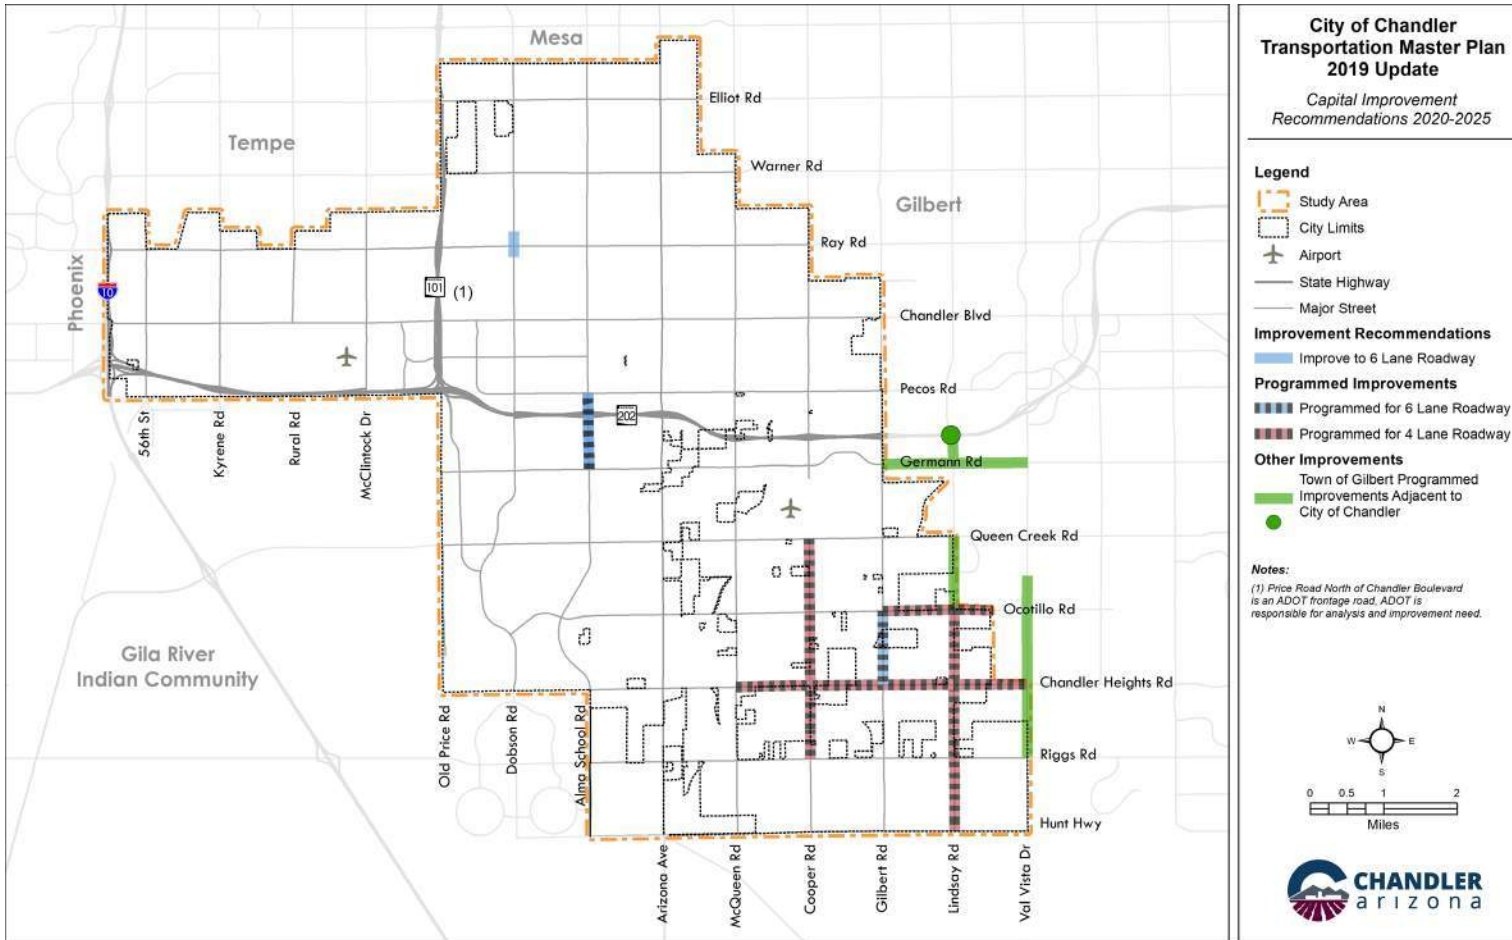 Mesa
Elliot Rd
Tempe
Warner Rd
Gilbert
Ray Rd
Phoenix
10
101
(1)
Chandler Blvd
Pecos Rd
202
56th St
Kyrene Rd
Rural Rd
McClintock Dr
Germann Rd
Queen Creek Rd
Ocotillo Rd
Gila River
Indian Community
Chandler Heights Rd
Old Price Rd
Dobson Rd
Alma School Rd
Riggs Rd
Hunt Hwy
Arizona Ave
McQueen Rd
Cooper Rd
Gilbert Rd
Lindsay Rd
Val Vista Dr
City of Chandler
Transportation Master Plan
2019 Update
Capital Improvement
Recommendations 2020-2025
Legend
Study Area
City Limits
Airport
State Highway
Major Street
Improvement Recommendations
Improve to 6 Lane Roadway
Programmed Improvements
Programmed for 6 Lane Roadway
Programmed for 4 Lane Roadway
Other Improvements
Town of Gilbert Programmed
Improvements Adjacent to
City of Chandler
Notes:
(1) Price Road North of Chandler Boulevard
is an ADOT frontage road, ADOT is
responsible for analysis and improvement need.
N
W E
S
0 0.5 1 2
Miles
CHANDLER
arizona